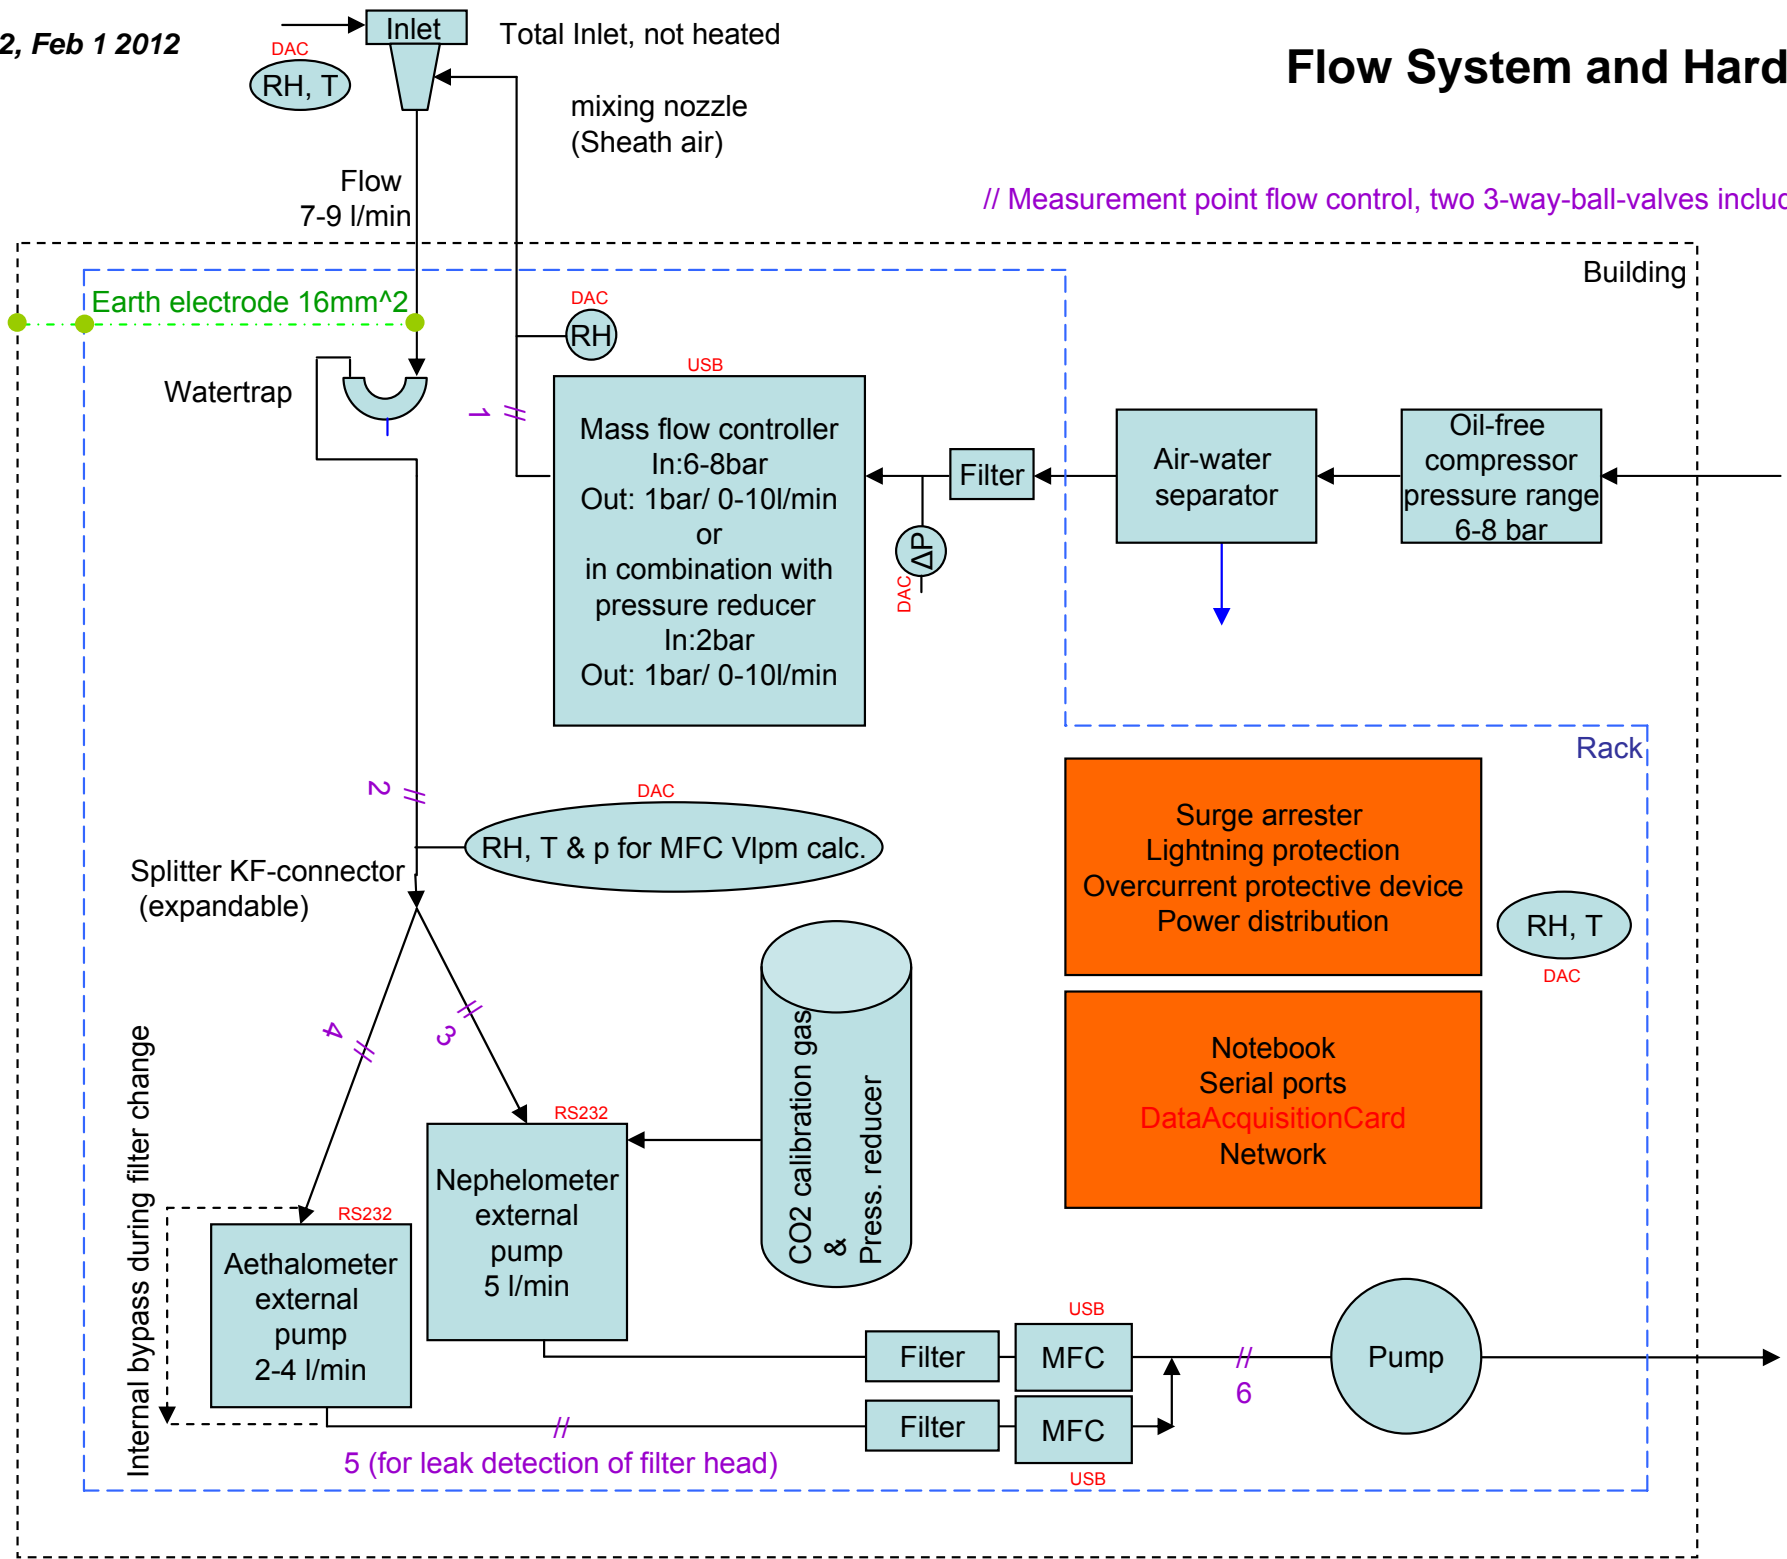 2, Feb 1 2012
Inlet
Total Inlet, not heated
DAC
RH, T
Flow System and Hard
mixing nozzle
(Sheath air)
Flow
7-9 l/min
// Measurement point flow control, two 3-way-ball-valves includ
Building
Earth electrode 16mm^2
DAC
RH
USB
Watertrap
1 //
Mass flow controller
In:6-8bar
Out: 1bar/ 0-10l/min
or
in combination with
pressure reducer
In:2bar
Out: 1bar/ 0-10l/min
Filter
ΔP
DAC
Air-water
separator
Oil-free
compressor
pressure range
6-8 bar
Rack
2 //
DAC
RH, T & p for MFC Vlpm calc.
Splitter KF-connector
(expandable)
Surge arrester
Lightning protection
Overcurrent protective device
Power distribution
RH, T
DAC
Notebook
Serial ports
DataAcquisitionCard
Network
4 //
3 //
Internal bypass during filter change
RS232
Nephelometer
external
pump
5 l/min
CO2 calibration gas
&
Press. reducer
RS232
Aethalometer
external
pump
2-4 l/min
USB
Filter
MFC
//
6
Pump
Filter
MFC
USB
//
5 (for leak detection of filter head)